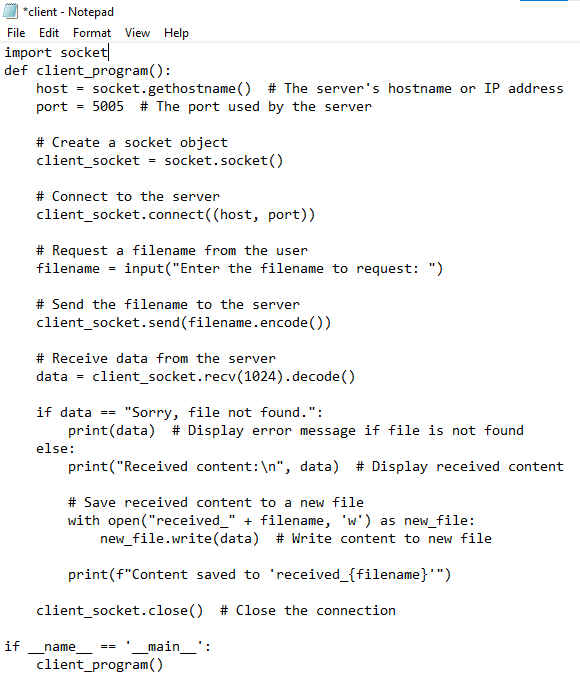 *client - Notepad
File Edit Format View Help
import socket
def client_program():
    host = socket.gethostname()  # The server's hostname or IP address
    port = 5005  # The port used by the server

    # Create a socket object
    client_socket = socket.socket()

    # Connect to the server
    client_socket.connect((host, port))

    # Request a filename from the user
    filename = input("Enter the filename to request: ")

    # Send the filename to the server
    client_socket.send(filename.encode())

    # Receive data from the server
    data = client_socket.recv(1024).decode()

    if data == "Sorry, file not found.":
        print(data)  # Display error message if file is not found
    else:
        print("Received content:\n", data)  # Display received content

        # Save received content to a new file
        with open("received_" + filename, 'w') as new_file:
            new_file.write(data)  # Write content to new file

        print(f"Content saved to 'received_{filename}'")

    client_socket.close()  # Close the connection

if __name__ == '__main__':
    client_program()